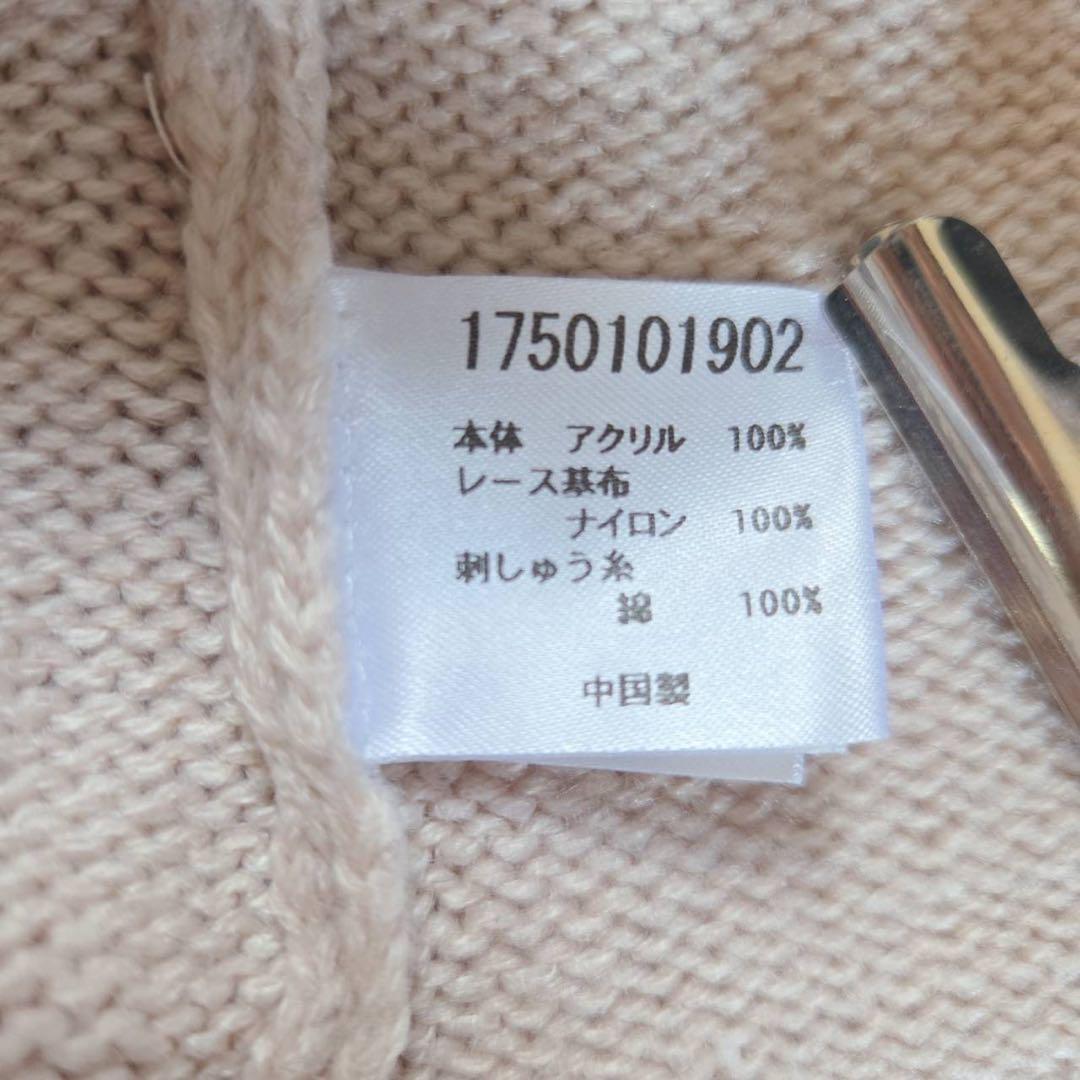 1750101902
本体 アクリル 100%
レース基布
ナイロン 100%
刺しゅう糸
綿 100%
中国製